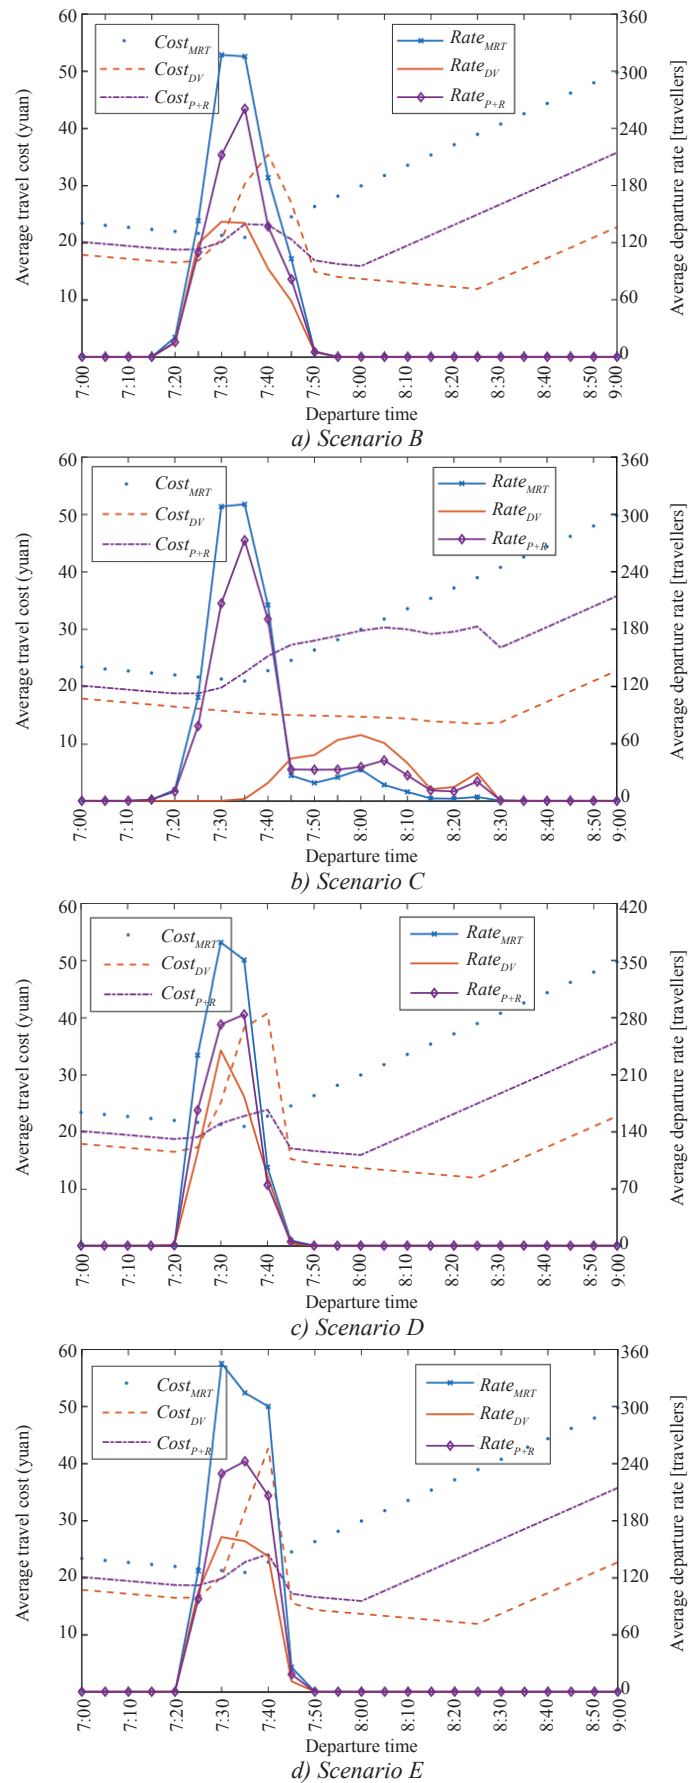 60
50
40
30
20
10
Average travel cost (yuan)
Cost_MRT
Cost_DV
Cost_P+R
Rate_MRT
Rate_DV
Rate_P+R
360
300
240
180
120
60
0
Average departure rate [travellers]
7:00
7:10
7:20
7:30
7:40
7:50
8:00
8:10
8:20
8:30
8:40
8:50
9:00
Departure time
a) Scenario B
60
50
40
30
20
10
Average travel cost (yuan)
Cost_MRT
Cost_DV
Cost_P+R
Rate_MRT
Rate_DV
Rate_P+R
360
300
240
180
120
60
0
Average departure rate [travellers]
7:00
7:10
7:20
7:30
7:40
7:50
8:00
8:10
8:20
8:30
8:40
8:50
9:00
Departure time
b) Scenario C
60
50
40
30
20
10
Average travel cost (yuan)
Cost_MRT
Cost_DV
Cost_P+R
Rate_MRT
Rate_DV
Rate_P+R
420
350
280
210
140
70
0
Average departure rate [travellers]
7:00
7:10
7:20
7:30
7:40
7:50
8:00
8:10
8:20
8:30
8:40
8:50
9:00
Departure time
c) Scenario D
60
50
40
30
20
10
Average travel cost (yuan)
Cost_MRT
Cost_DV
Cost_P+R
Rate_MRT
Rate_DV
Rate_P+R
360
300
240
180
120
60
0
Average departure rate [travellers]
7:00
7:10
7:20
7:30
7:40
7:50
8:00
8:10
8:20
8:30
8:40
8:50
9:00
Departure time
d) Scenario E